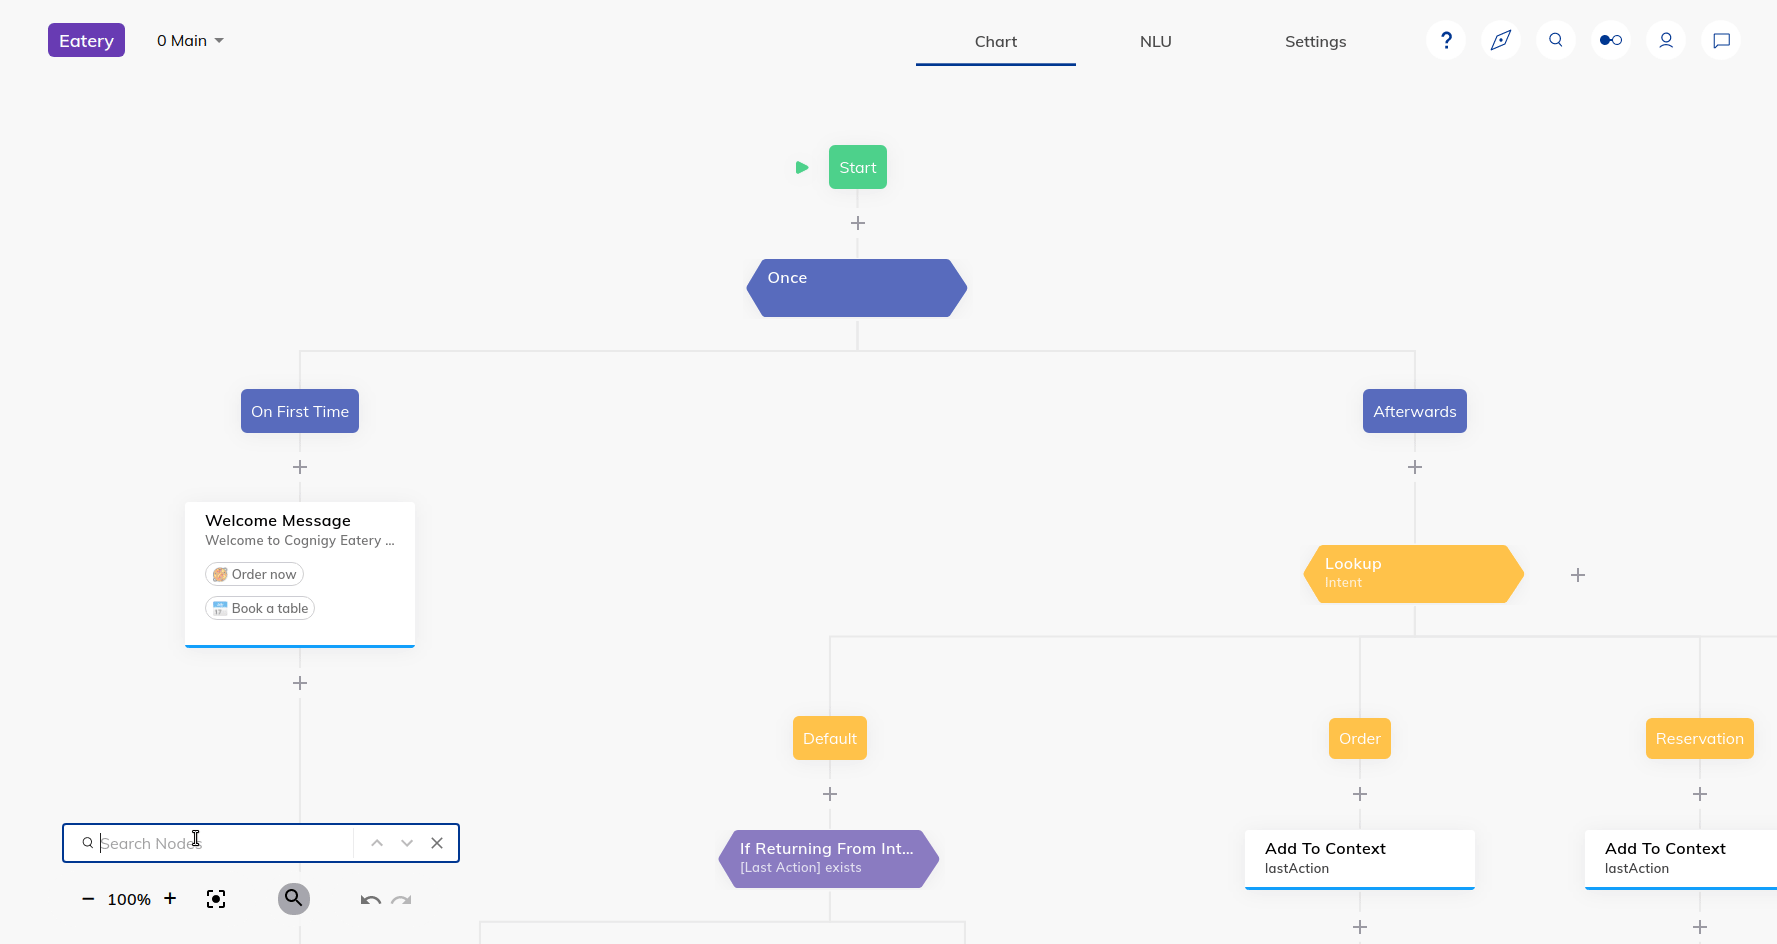 Eatery
0 Main
Chart
NLU
Settings
?
Start
Once
On First Time
Afterwards
Welcome Message
Welcome to Cognigy Eatery ...
Order now
Book a table
Lookup
Intent
Default
Order
Reservation
If Returning From Int...
[Last Action] exists
Add To Context
lastAction
Add To Context
lastAction
Search Nodes
100%